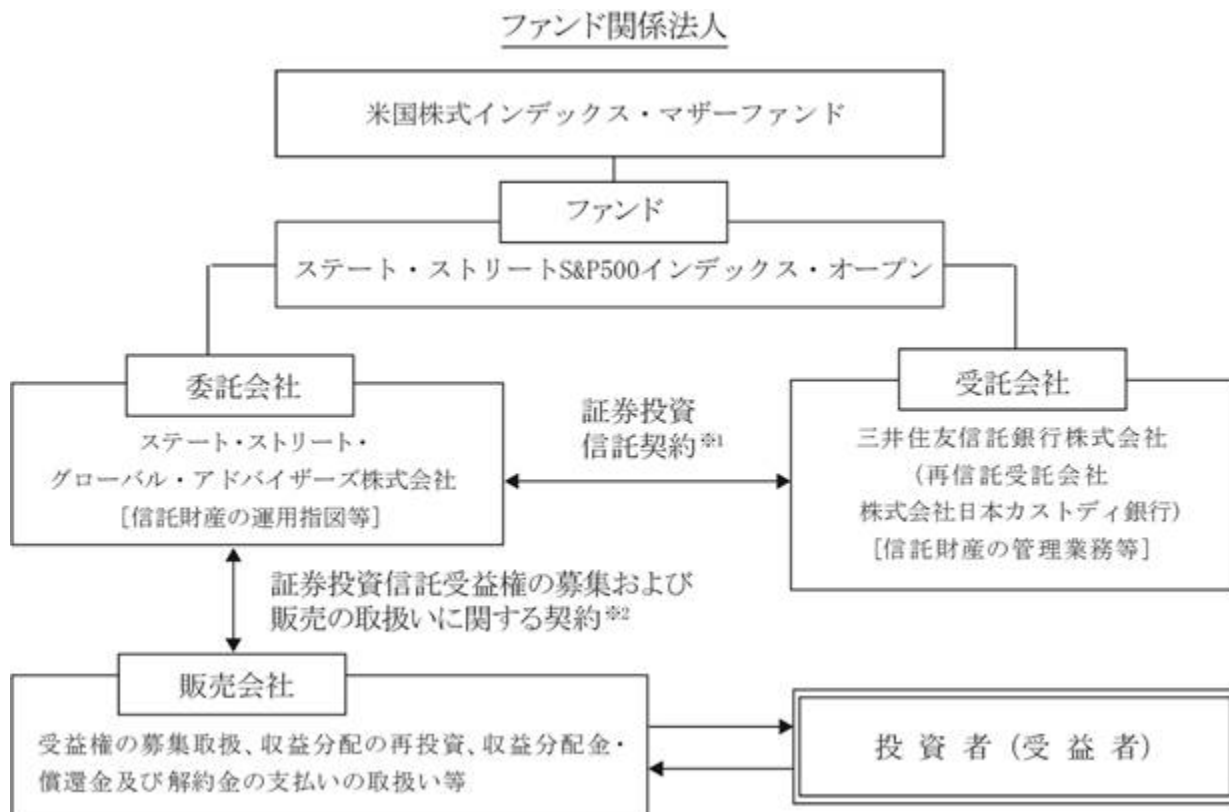 ファンド関係法人
米国株式インデックス・マザーファンド
ファンド
ステート・ストリートS&P500インデックス・オープン
委託会社
ステート・ストリート・
グローバル・アドバイザーズ株式会社
[信託財産の運用指図等]
証券投資
信託契約※1
受託会社
三井住友信託銀行株式会社
(再信託受託会社
株式会社日本カストディ銀行)
[信託財産の管理業務等]
証券投資信託受益権の募集および
販売の取扱いに関する契約※2
販売会社
受益権の募集取扱、収益分配の再投資、収益分配金・
償還金及び解約金の支払いの取扱い等
投資者(受益者)